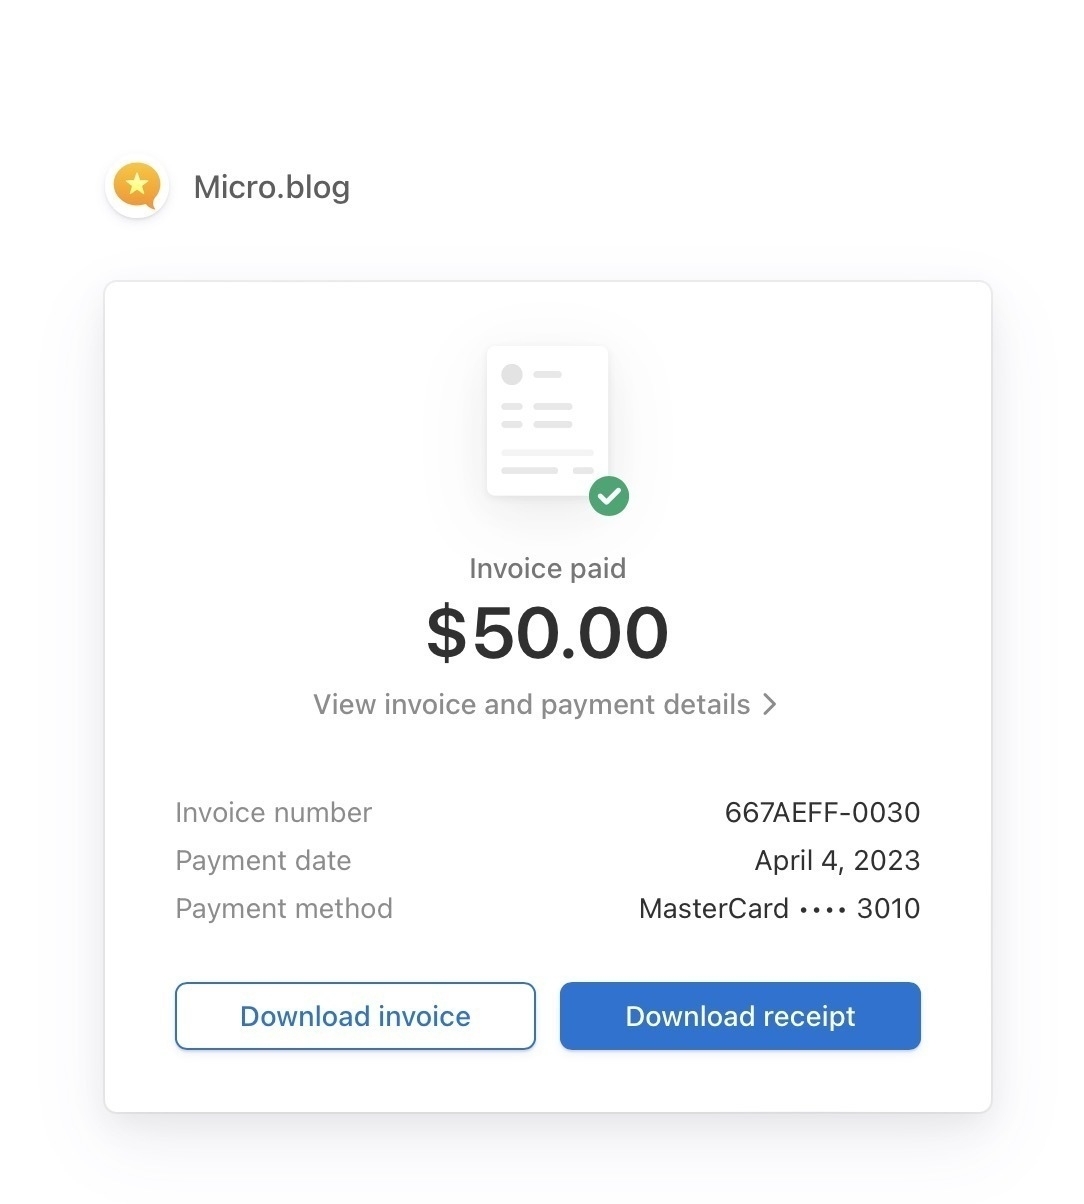 Micro.blog
Invoice paid
$50.00
View invoice and payment details
Invoice number 667AEFF-0030
Payment date April 4, 2023
Payment method MasterCard •••• 3010
Download invoice Download receipt